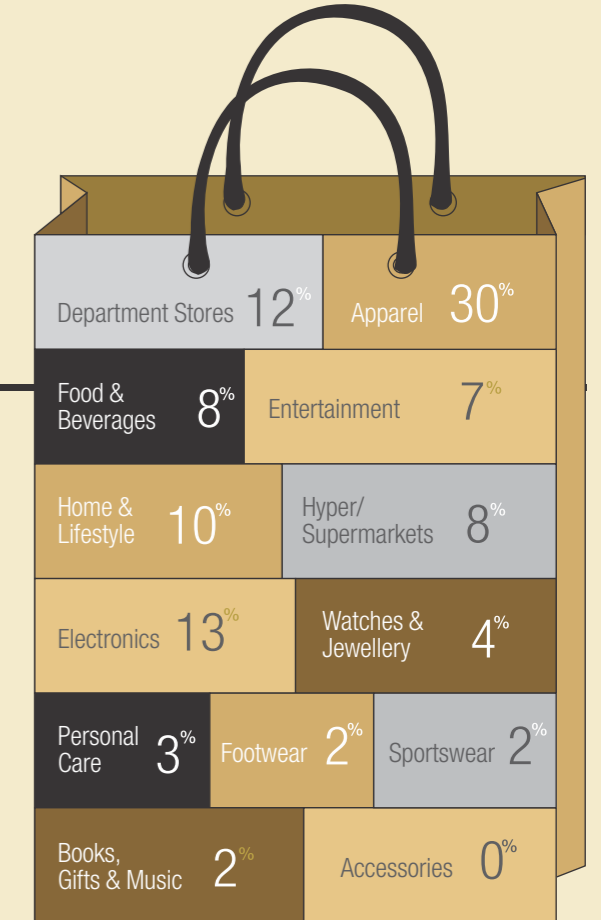 Department Stores 12%
Apparel 30%
Food &
Beverages 8%
Entertainment 7%
Home &
Lifestyle 10%
Hyper/
Supermarkets 8%
Electronics 13%
Watches &
Jewellery 4%
Personal
Care 3%
Footwear 2%
Sportswear 2%
Books,
Gifts & Music 2%
Accessories 0%